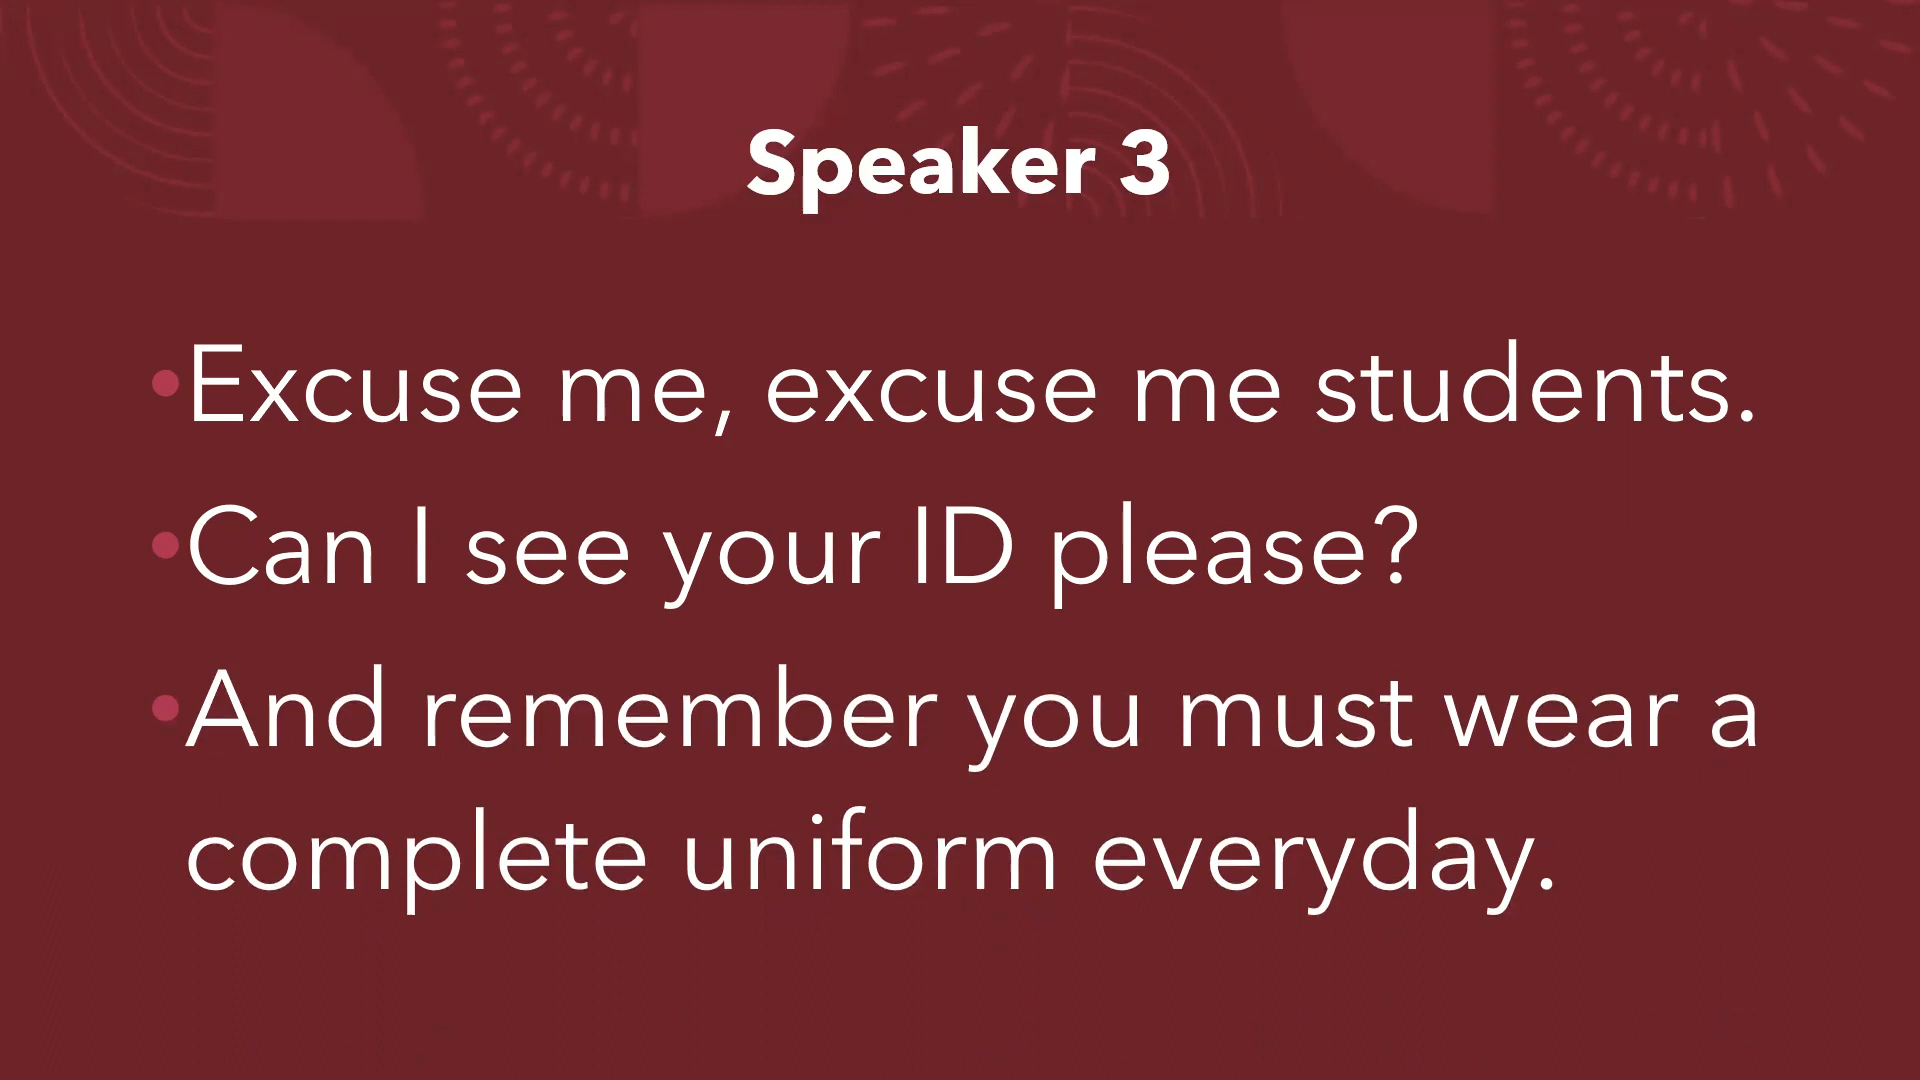 Speaker 3
•Excuse me, excuse me students.
•Can I see your ID please?
•And remember you must wear a
complete uniform everyday.